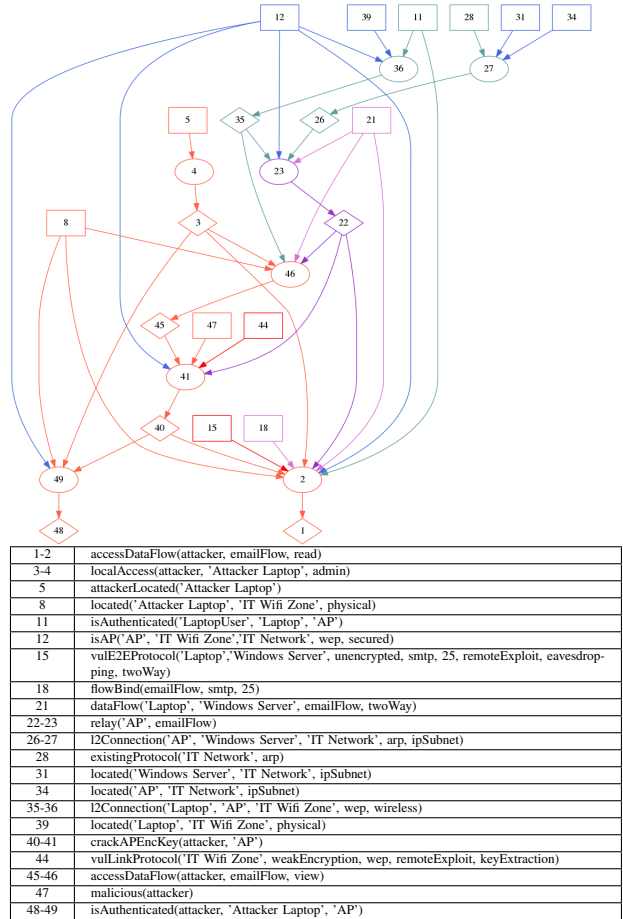 12
39
11
28
31
34
36
27
5
35
26
21
4
23
8
3
22
46
45
47
44
41
40
15
18
49
2
48
1
1-2 accessDataFlow(attacker, emailFlow, read)
3-4 localAccess(attacker, 'Attacker Laptop', admin)
5 attackerLocated('Attacker Laptop')
8 located('Attacker Laptop', 'IT Wifi Zone', physical)
11 isAuthenticated('LaptopUser', 'Laptop', 'AP')
12 isAP('AP', 'IT Wifi Zone','IT Network', wep, secured)
15 vulE2EProtocol('Laptop','Windows Server', unencrypted, smtp, 25, remoteExploit, eavesdrop-
ping, twoWay)
18 flowBind(emailFlow, smtp, 25)
21 dataFlow('Laptop', 'Windows Server', emailFlow, twoWay)
22-23 relay('AP', emailFlow)
26-27 l2Connection('AP', 'Windows Server', 'IT Network', arp, ipSubnet)
28 existingProtocol('IT Network', arp)
31 located('Windows Server', 'IT Network', ipSubnet)
34 located('AP', 'IT Network', ipSubnet)
35-36 l2Connection('Laptop', 'AP', 'IT Wifi Zone', wep, wireless)
39 located('Laptop', 'IT Wifi Zone', physical)
40-41 crackAPEncKey(attacker, 'AP')
44 vulLinkProtocol('IT Wifi Zone', weakEncryption, wep, remoteExploit, keyExtraction)
45-46 accessDataFlow(attacker, emailFlow, view)
47 malicious(attacker)
48-49 isAuthenticated(attacker, 'Attacker Laptop', 'AP')